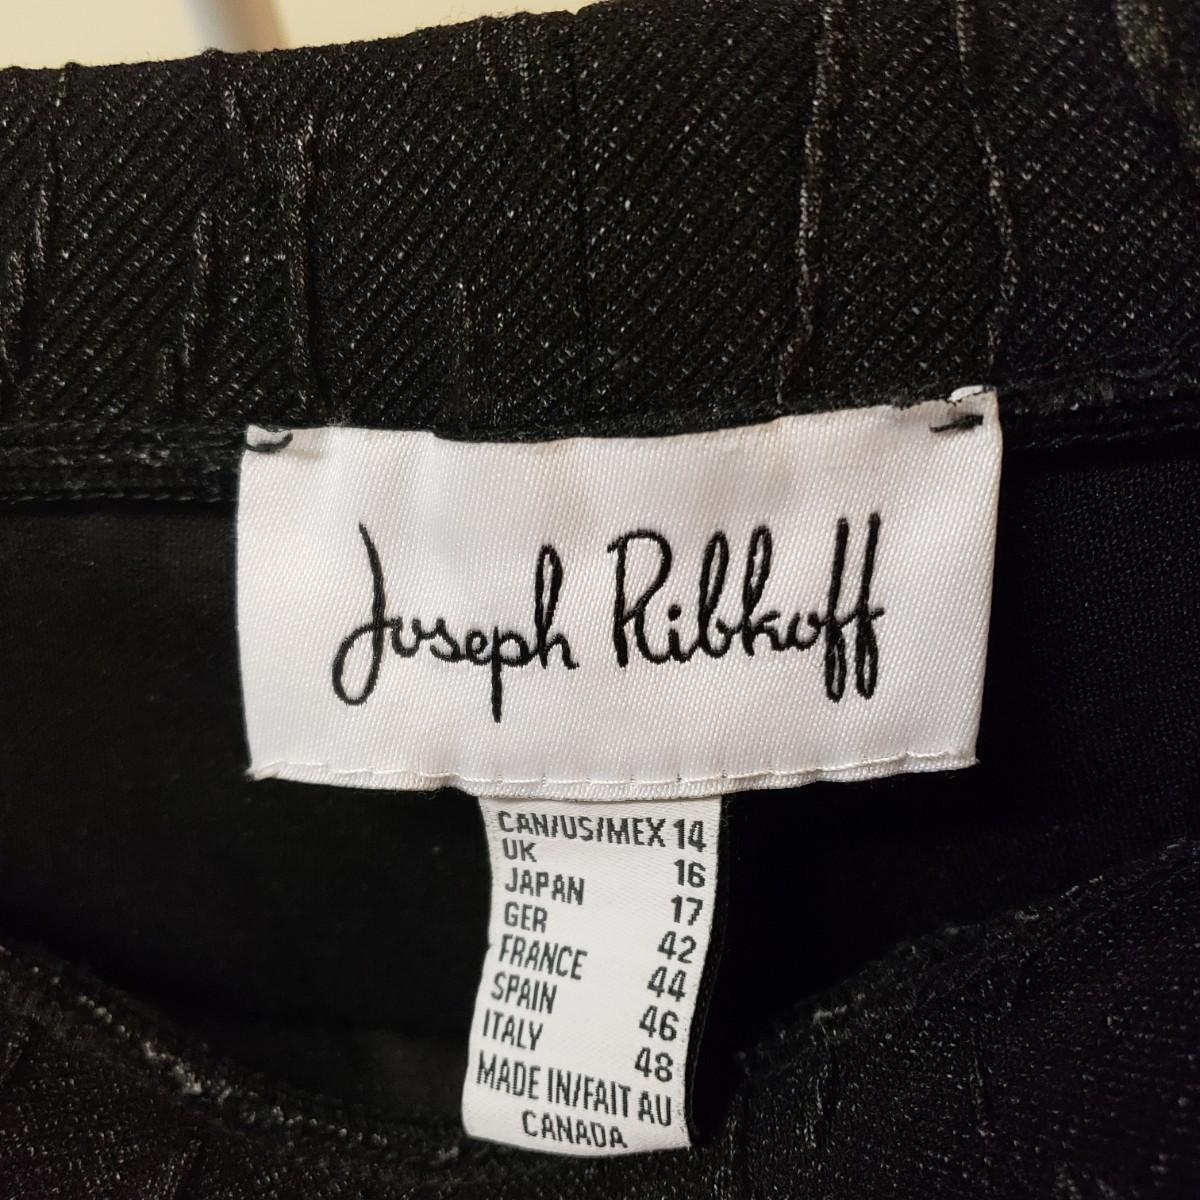 Joseph Ribkoff
CAN/US/MEX 14
UK 16
JAPAN 17
GER 42
FRANCE 44
SPAIN 46
ITALY 48
MADE IN/FAIT AU
CANADA